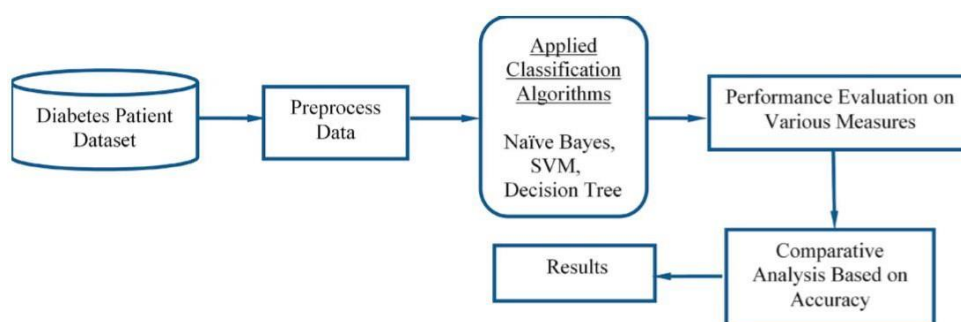 Diabetes Patient
Dataset
Preprocess
Data
Applied
Classification
Algorithms
Naïve Bayes,
SVM,
Decision Tree
Performance Evaluation on
Various Measures
Comparative
Analysis Based on
Accuracy
Results